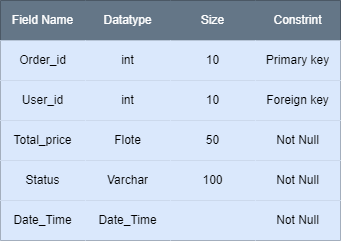 Field Name Datatype Size Constrint
Order_id int 10 Primary key
User_id int 10 Foreign key
Total_price Flote 50 Not Null
Status Varchar 100 Not Null
Date_Time Date_Time Not Null